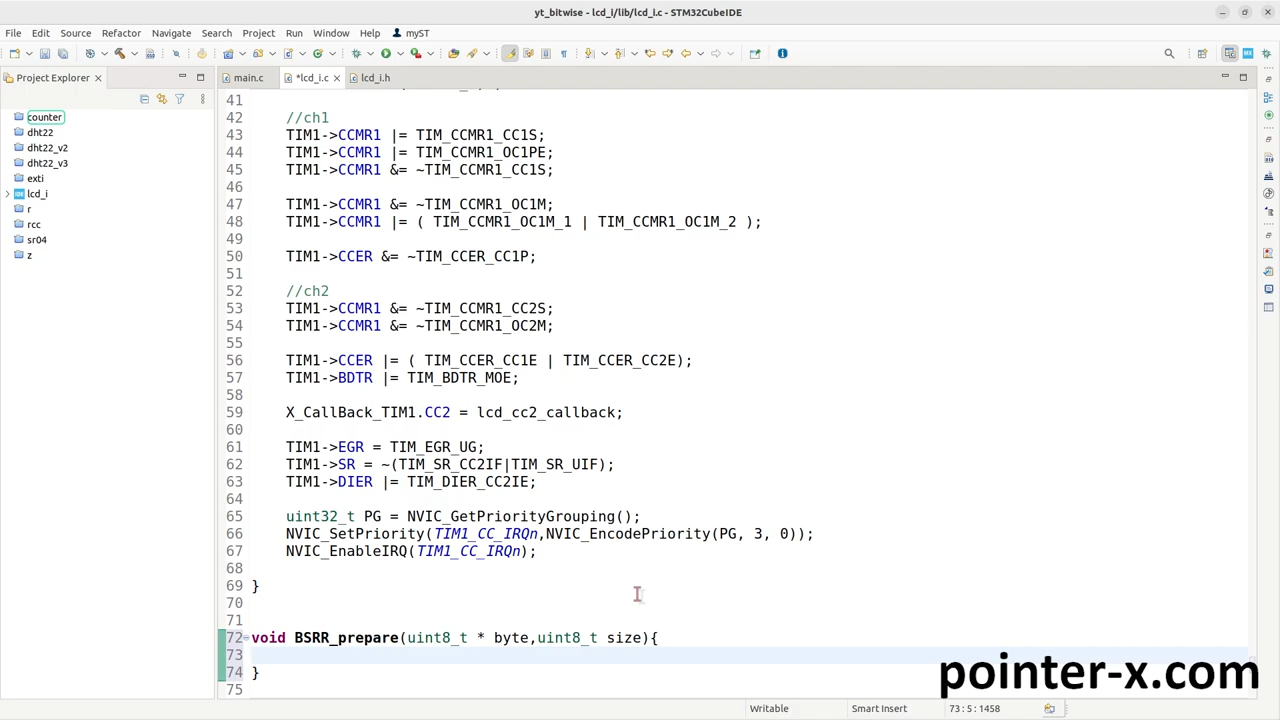 yt_bitwise - lcd_i/lib/lcd_i.c - STM32CubeIDE
File Edit Source Refactor Navigate Search Project Run Window Help myST
Project Explorer
main.c *lcd_i.c lcd_i.h
counter
dht22
dht22_v2
dht22_v3
exti
lcd_i
r
rcc
sr04
z
41
42 //ch1
43 TIM1->CCMR1 |= TIM_CCMR1_CC1S;
44 TIM1->CCMR1 |= TIM_CCMR1_OC1PE;
45 TIM1->CCMR1 &= ~TIM_CCMR1_CC1S;
46
47 TIM1->CCMR1 &= ~TIM_CCMR1_OC1M;
48 TIM1->CCMR1 |= ( TIM_CCMR1_OC1M_1 | TIM_CCMR1_OC1M_2 );
49
50 TIM1->CCER &= ~TIM_CCER_CC1P;
51
52 //ch2
53 TIM1->CCMR1 &= ~TIM_CCMR1_CC2S;
54 TIM1->CCMR1 &= ~TIM_CCMR1_OC2M;
55
56 TIM1->CCER |= ( TIM_CCER_CC1E | TIM_CCER_CC2E);
57 TIM1->BDTR |= TIM_BDTR_MOE;
58
59 X_CallBack_TIM1.CC2 = lcd_cc2_callback;
60
61 TIM1->EGR = TIM_EGR_UG;
62 TIM1->SR = ~(TIM_SR_CC2IF|TIM_SR_UIF);
63 TIM1->DIER |= TIM_DIER_CC2IE;
64
65 uint32_t PG = NVIC_GetPriorityGrouping();
66 NVIC_SetPriority(TIM1_CC_IRQn,NVIC_EncodePriority(PG, 3, 0));
67 NVIC_EnableIRQ(TIM1_CC_IRQn);
68
69 }
70
71
72 void BSRR_prepare(uint8_t * byte,uint8_t size){
73
74 }
75
pointer-x.com
Writable Smart Insert 73 : 5 : 1458